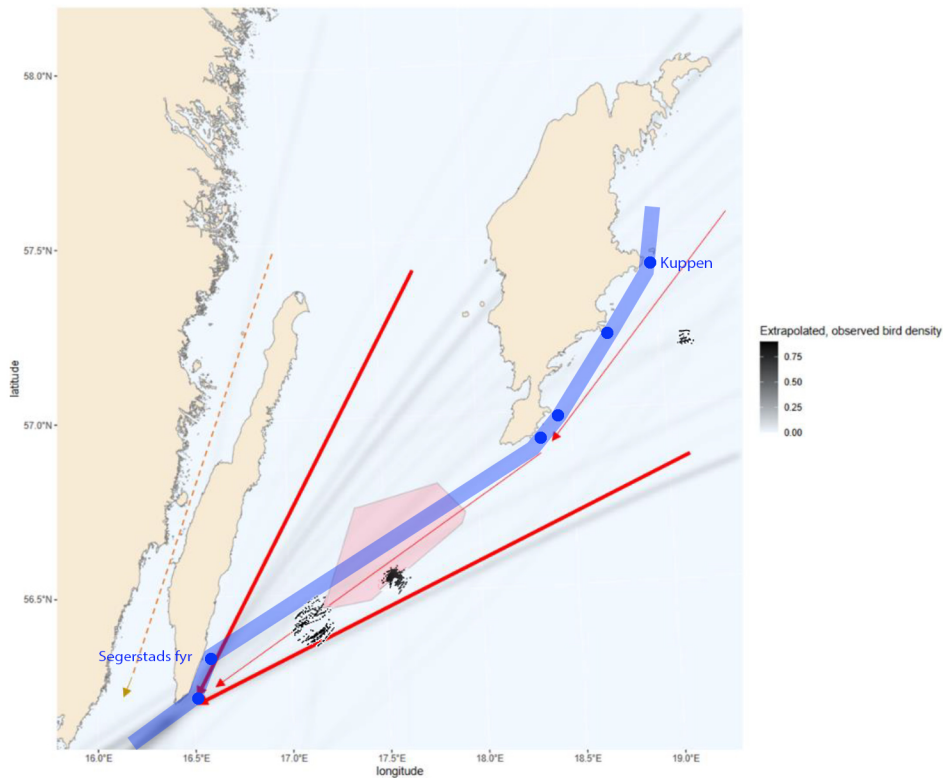 58.0°N
57.5°N
57.0°N
56.5°N
latitude
Kuppen
Segerstads fyr
16.0°E 16.5°E 17.0°E 17.5°E 18.0°E 18.5°E 19.0°E
longitude
Extrapolated, observed bird density
0.75
0.50
0.25
0.00